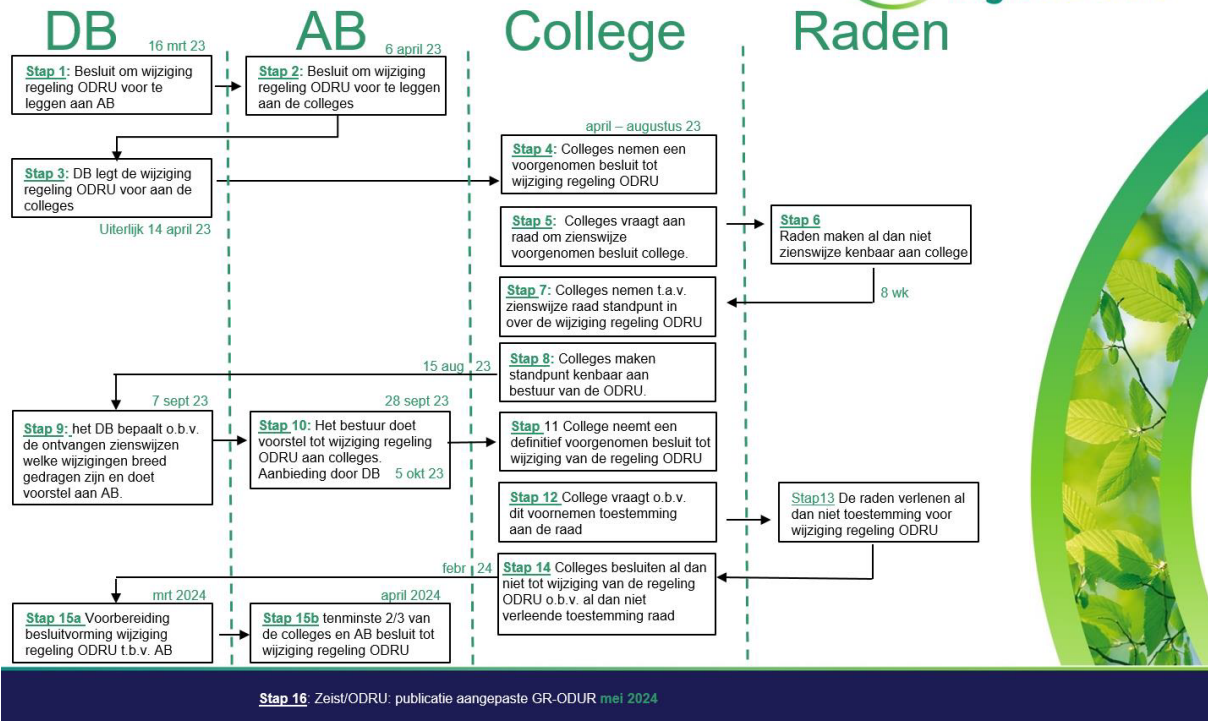 DB
AB
College
Raden
16 mrt 23
Stap 1: Besluit om wijziging
regeling ODRU voor te
leggen aan AB
6 april 23
Stap 2: Besluit om wijziging
regeling ODRU voor te leggen
aan de colleges
Stap 3: DB legt de wijziging
regeling ODRU voor aan de
colleges
Uiterlijk 14 april 23
april – augustus 23
Stap 4: Colleges nemen een
voorgenomen besluit tot
wijziging regeling ODRU
Stap 5: Colleges vraagt aan
raad om zienswijze
voorgenomen besluit college.
Stap 6
Raden maken al dan niet
zienswijze kenbaar aan college
8 wk
Stap 7: Colleges nemen t.a.v.
zienswijze raad standpunt in
over de wijziging regeling ODRU
Stap 8: Colleges maken
standpunt kenbaar aan
bestuur van de ODRU.
15 aug 23
7 sept 23
Stap 9: het DB bepaalt o.b.v.
de ontvangen zienswijzen
welke wijzigingen breed
gedragen zijn en doet
voorstel aan AB.
28 sept 23
Stap 10: Het bestuur doet
voorstel tot wijziging regeling
ODRU aan colleges.
Aanbieding door DB 5 okt 23
Stap 11 College neemt een
definitief voorgenomen besluit tot
wijziging van de regeling ODRU
Stap 12 College vraagt o.b.v.
dit voornemen toestemming
aan de raad
Stap13 De raden verlenen al
dan niet toestemming voor
wijziging regeling ODRU
febr 24
Stap 14 Colleges besluiten al dan
niet tot wijziging van de regeling
ODRU o.b.v. al dan niet
verleende toestemming raad
mrt 2024
Stap 15a Voorbereiding
besluitvorming wijziging
regeling ODRU t.b.v. AB
april 2024
Stap 15b tenminste 2/3 van
de colleges en AB besluit tot
wijziging regeling ODRU
Stap 16: Zeist/ODRU: publicatie aangepaste GR-ODUR mei 2024